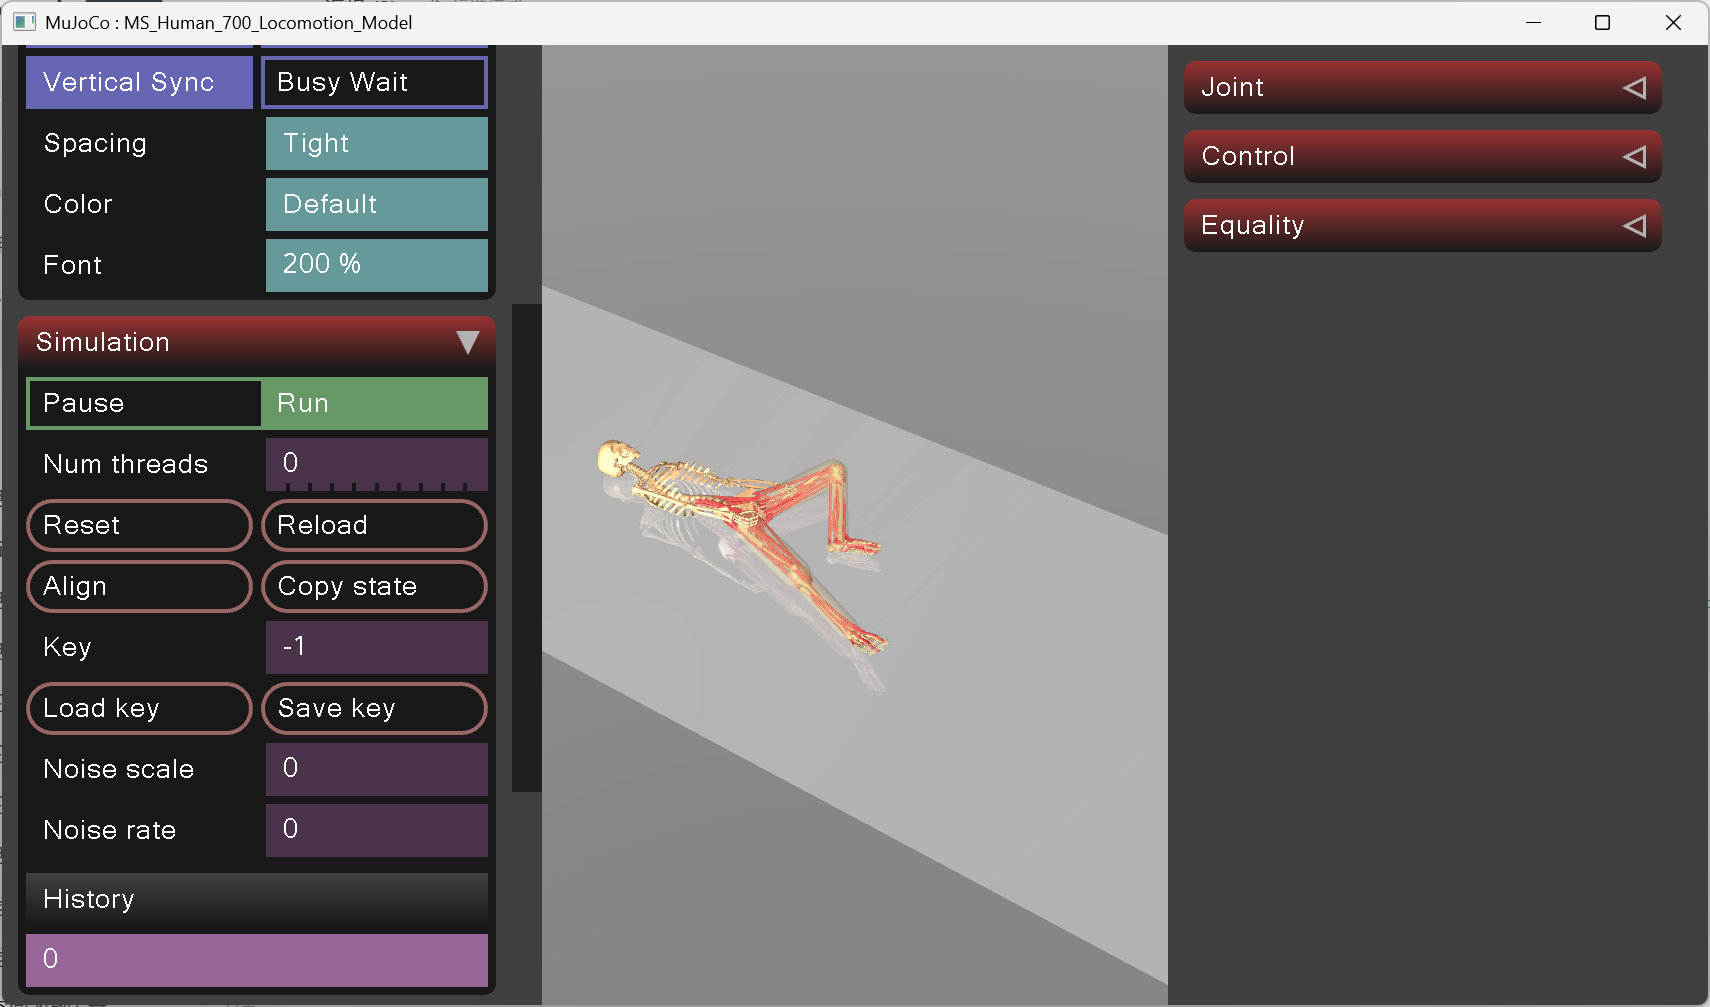 MuJoCo : MS_Human_700_Locomotion_Model
Vertical Sync
Busy Wait
Spacing
Tight
Color
Default
Font
200 %
Simulation
Pause
Run
Num threads
0
Reset
Reload
Align
Copy state
Key
-1
Load key
Save key
Noise scale
0
Noise rate
0
History
0
Joint
Control
Equality